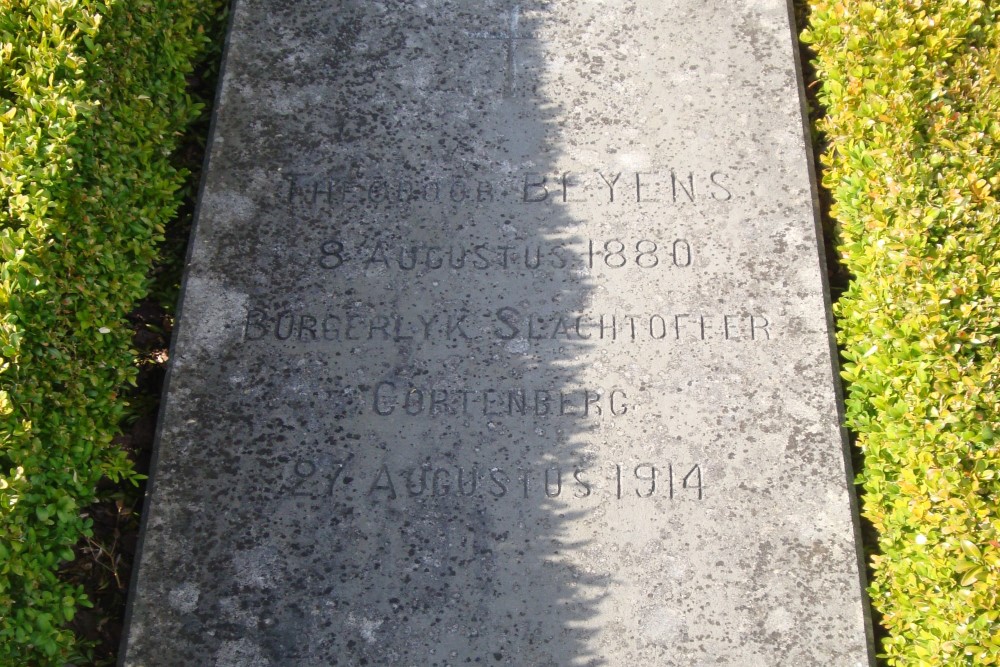 THEODOOR BEYENS
8 AUGUSTUS 1880
BURGERLYK SLACHTOFFER
CORTENBERG
27 AUGUSTUS 1914